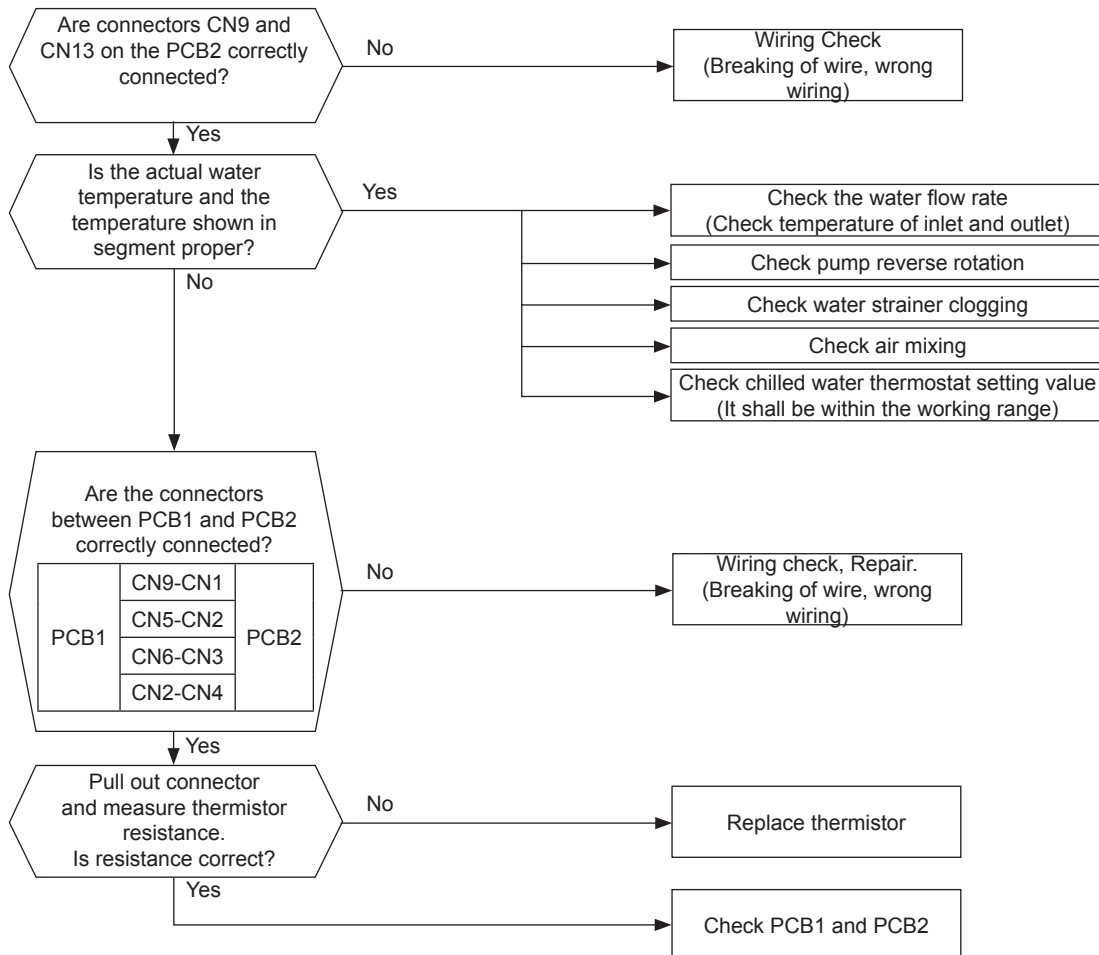 Are connectors CN9 and
CN13 on the PCB2 correctly
connected?
No
Wiring Check
(Breaking of wire, wrong
wiring)
Yes
Is the actual water
temperature and the
temperature shown in
segment proper?
Yes
Check the water flow rate
(Check temperature of inlet and outlet)
Check pump reverse rotation
Check water strainer clogging
Check air mixing
Check chilled water thermostat setting value
(It shall be within the working range)
No
Are the connectors
between PCB1 and PCB2
correctly connected?
PCB1
CN9-CN1
CN5-CN2
CN6-CN3
CN2-CN4
PCB2
No
Wiring check, Repair.
(Breaking of wire, wrong
wiring)
Yes
Pull out connector
and measure thermistor
resistance.
Is resistance correct?
No
Replace thermistor
Yes
Check PCB1 and PCB2